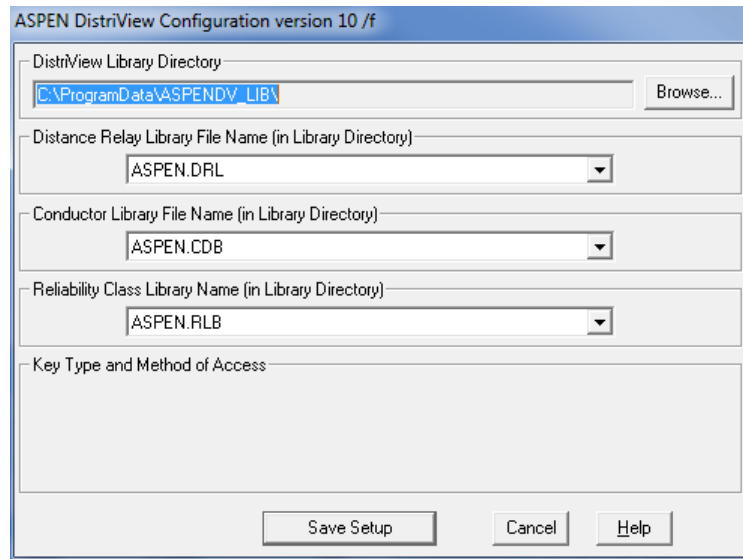 ASPEN DistriView Configuration version 10 /f
DistriView Library Directory
C:\ProgramData\ASPENDV_LIB\
Browse...
Distance Relay Library File Name (in Library Directory)
ASPEN.DRL
Conductor Library File Name (in Library Directory)
ASPEN.CDB
Reliability Class Library Name (in Library Directory)
ASPEN.RLB
Key Type and Method of Access
Save Setup
Cancel
Help